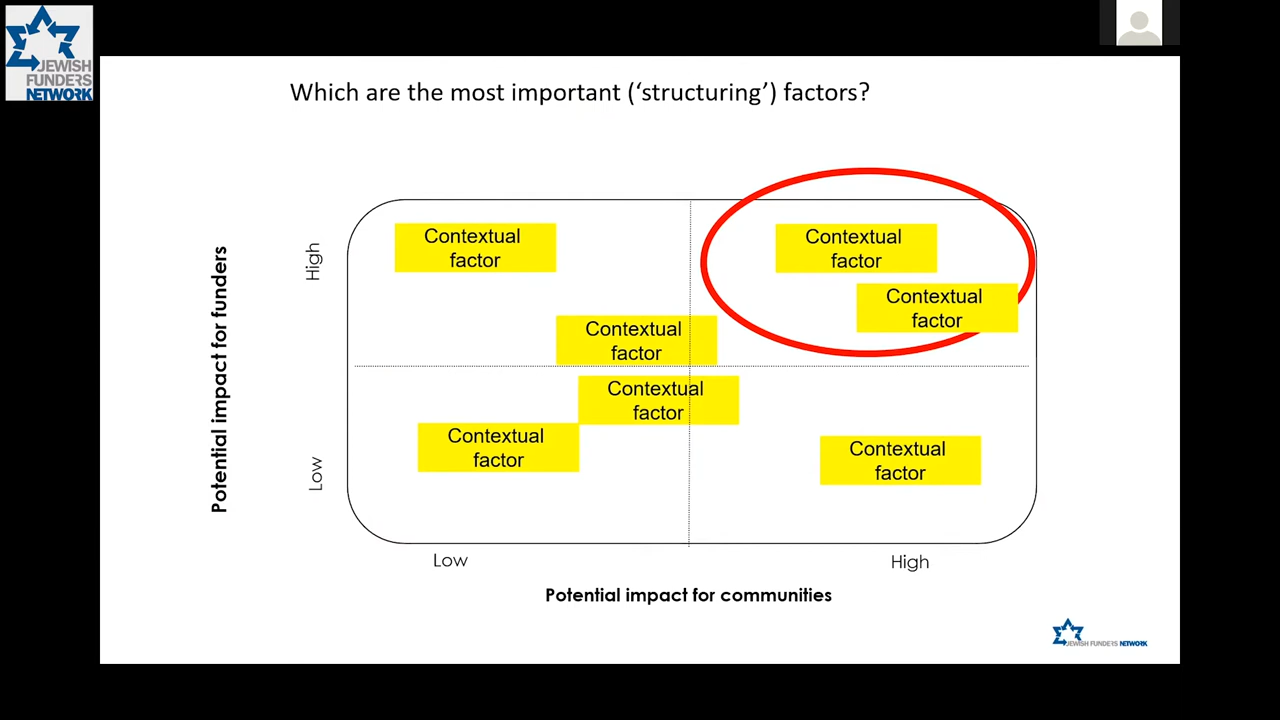 JEWISH
FUNDERS
NETWORK
Which are the most important (‘structuring’) factors?
Potential impact for funders
High
Low
Contextual
factor
Contextual
factor
Contextual
factor
Contextual
factor
Contextual
factor
Contextual
factor
Contextual
factor
Low
High
Potential impact for communities
JEWISH FUNDERS NETWORK